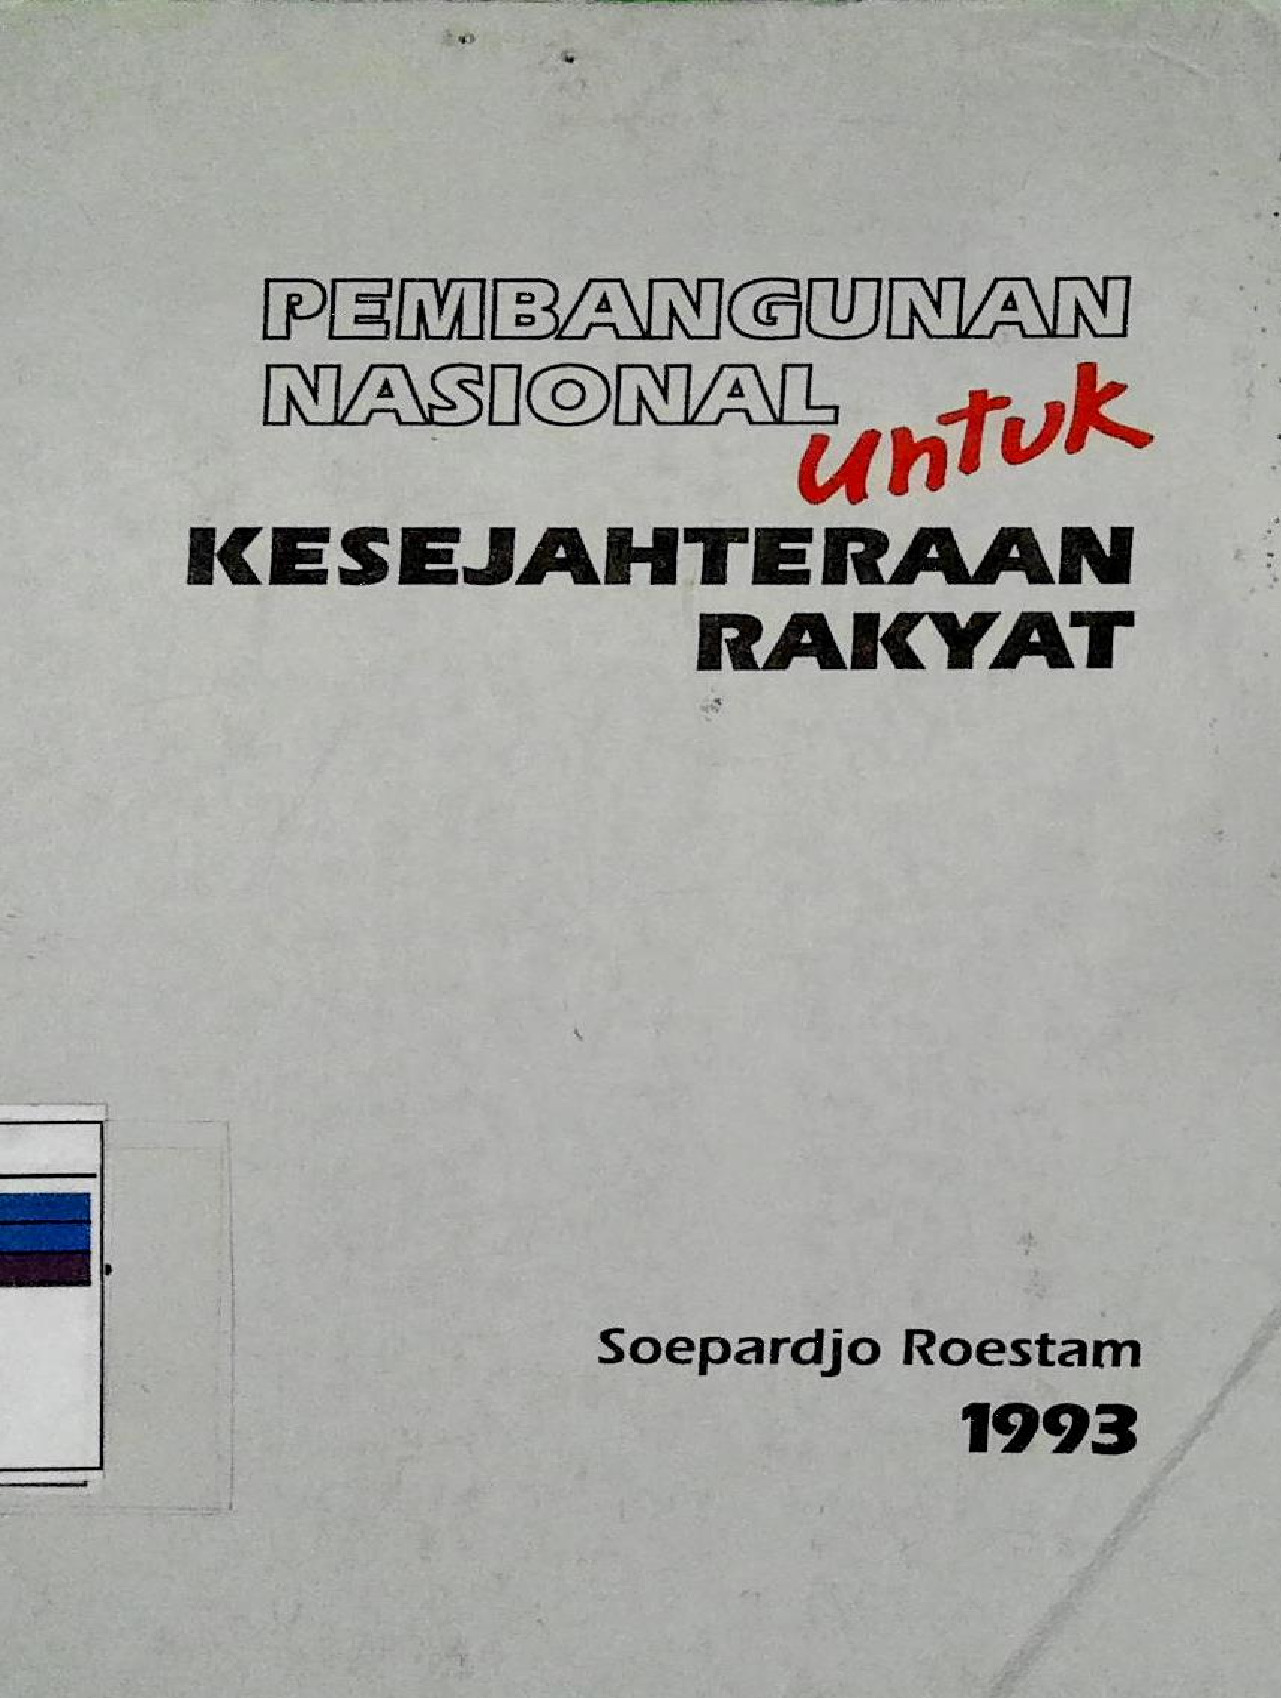 PEMBANGUNAN
NASIONAL
untuk
KESEJAHTERAAN
RAKYAT
Soepardjo Roestam
1993